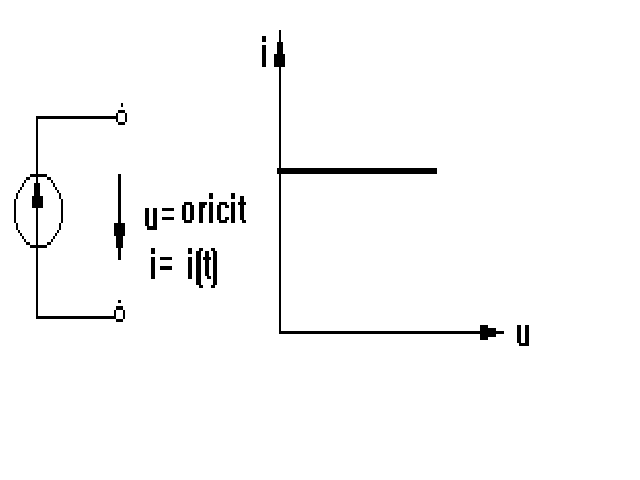 i
u= oricit
i= i(t)
u